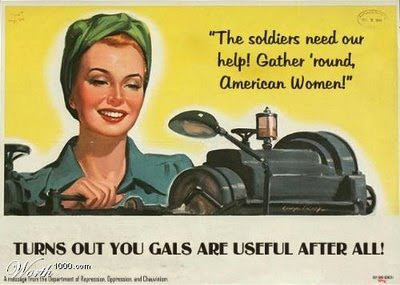 "The soldiers need our
help! Gather 'round,
American Women!"
TURNS OUT YOU GALS ARE USEFUL AFTER ALL!
Worth1000.com
A message from the Department of Repression, Oppression, and Chauvinism